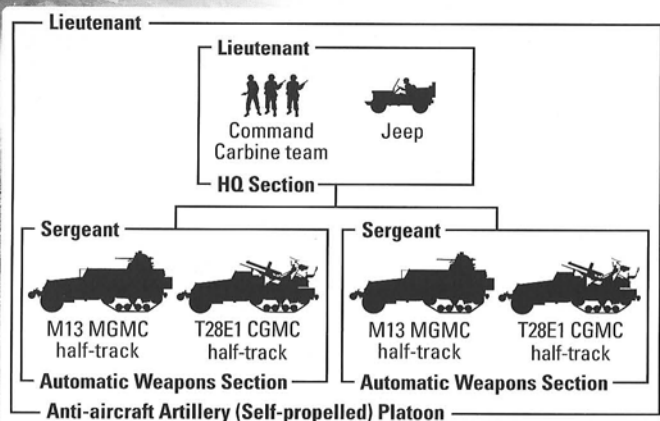 Lieutenant
Lieutenant
Command
Carbine team
Jeep
HQ Section
Sergeant
M13 MGMC
half-track
T28E1 CGMC
half-track
Automatic Weapons Section
Sergeant
M13 MGMC
half-track
T28E1 CGMC
half-track
Automatic Weapons Section
Anti-aircraft Artillery (Self-propelled) Platoon